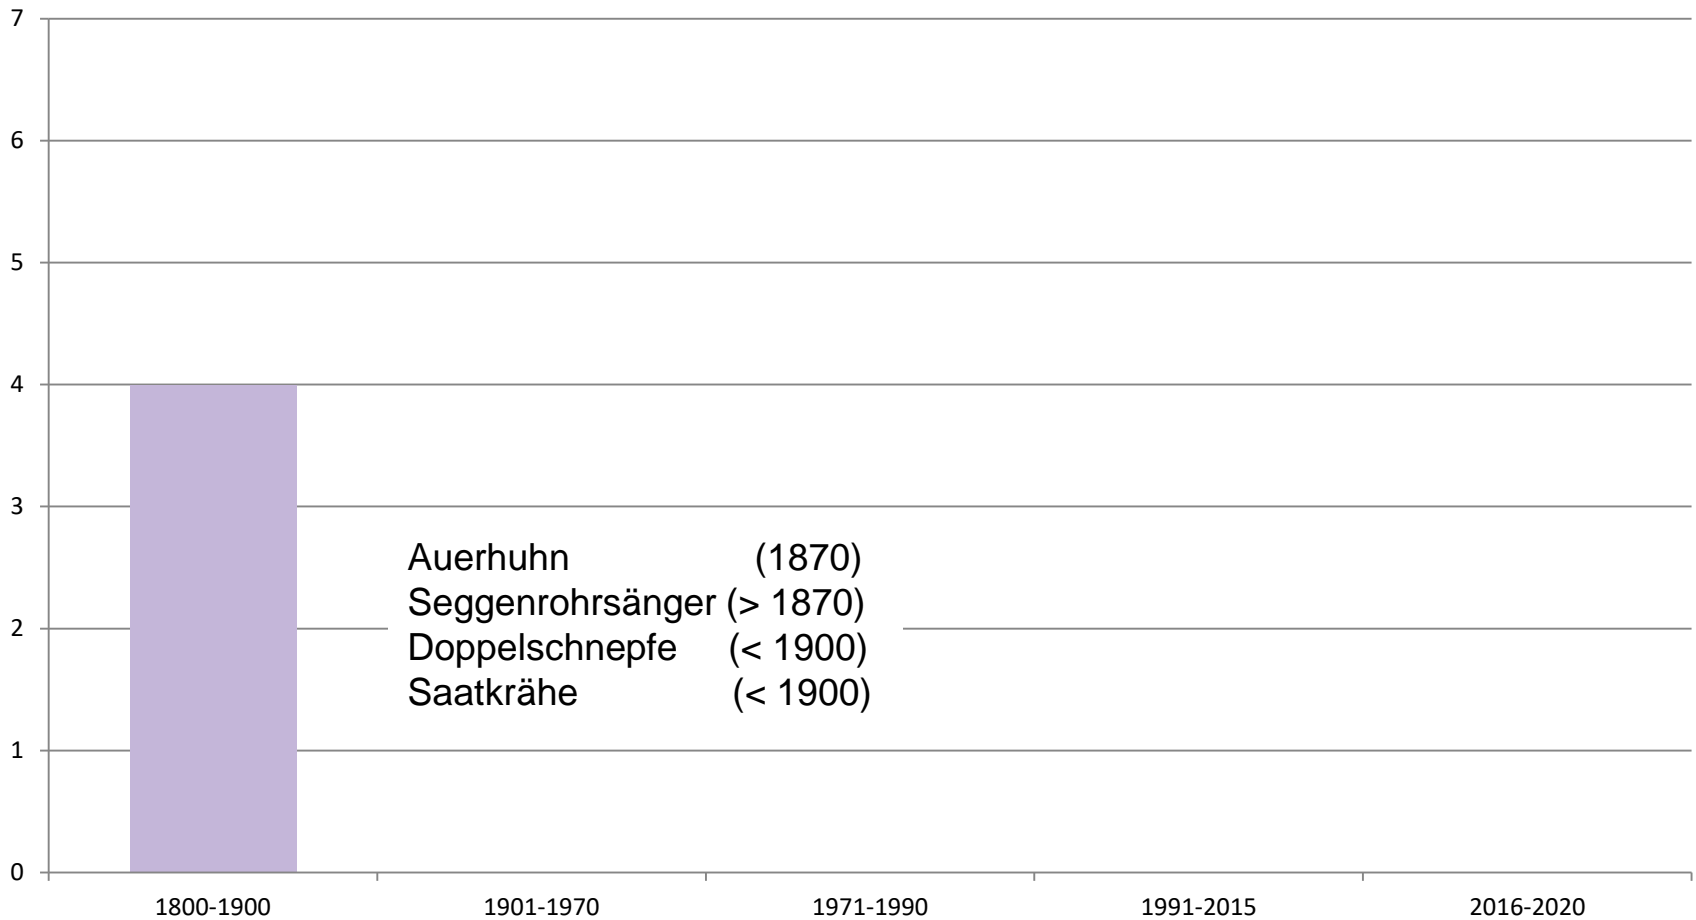 7
6
5
4
3
Auerhuhn (1870)
Seggenrohrsänger (> 1870)
2
Doppelschnepfe (< 1900)
Saatkrähe (< 1900)
1
0
1800-1900 1901-1970 1971-1990 1991-2015 2016-2020